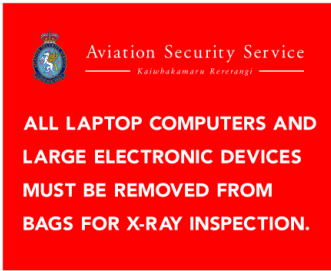 Aviation Security Service
Kaiwhakamaru Rererangi
ALL LAPTOP COMPUTERS AND
LARGE ELECTRONIC DEVICES
MUST BE REMOVED FROM
BAGS FOR X-RAY INSPECTION.